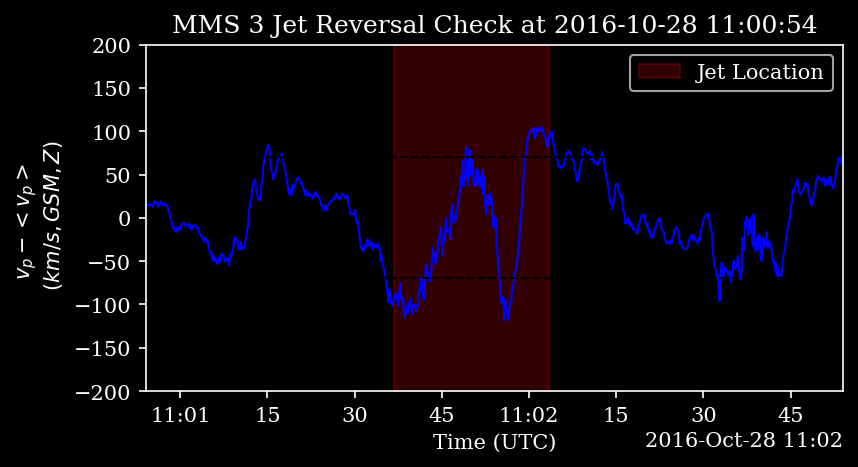 MMS 3 Jet Reversal Check at 2016-10-28 11:00:54
Jet Location
200
150
100
50
0
−50
−100
−150
−200
v_p − < v_p >
(km/s, GSM, Z)
11:01 15 30 45 11:02 15 30 45
Time (UTC)
2016-Oct-28 11:02